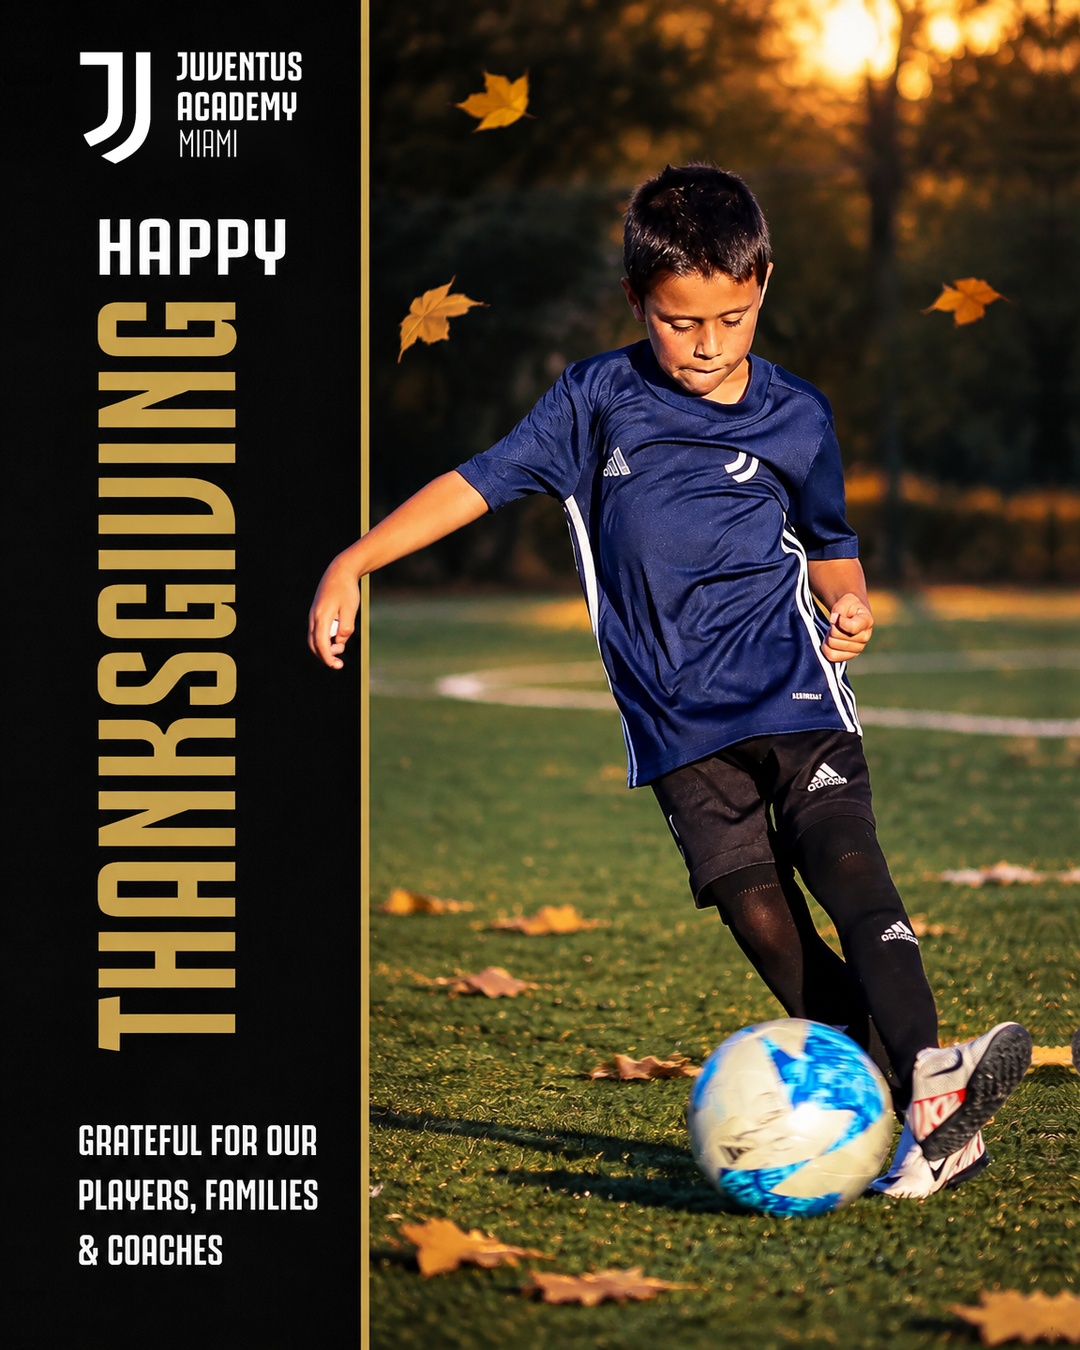 JUVENTUS
ACADEMY
MIAMI
HAPPY
THANKSGIVING
GRATEFUL FOR OUR
PLAYERS, FAMILIES
& COACHES
adidas
adidas